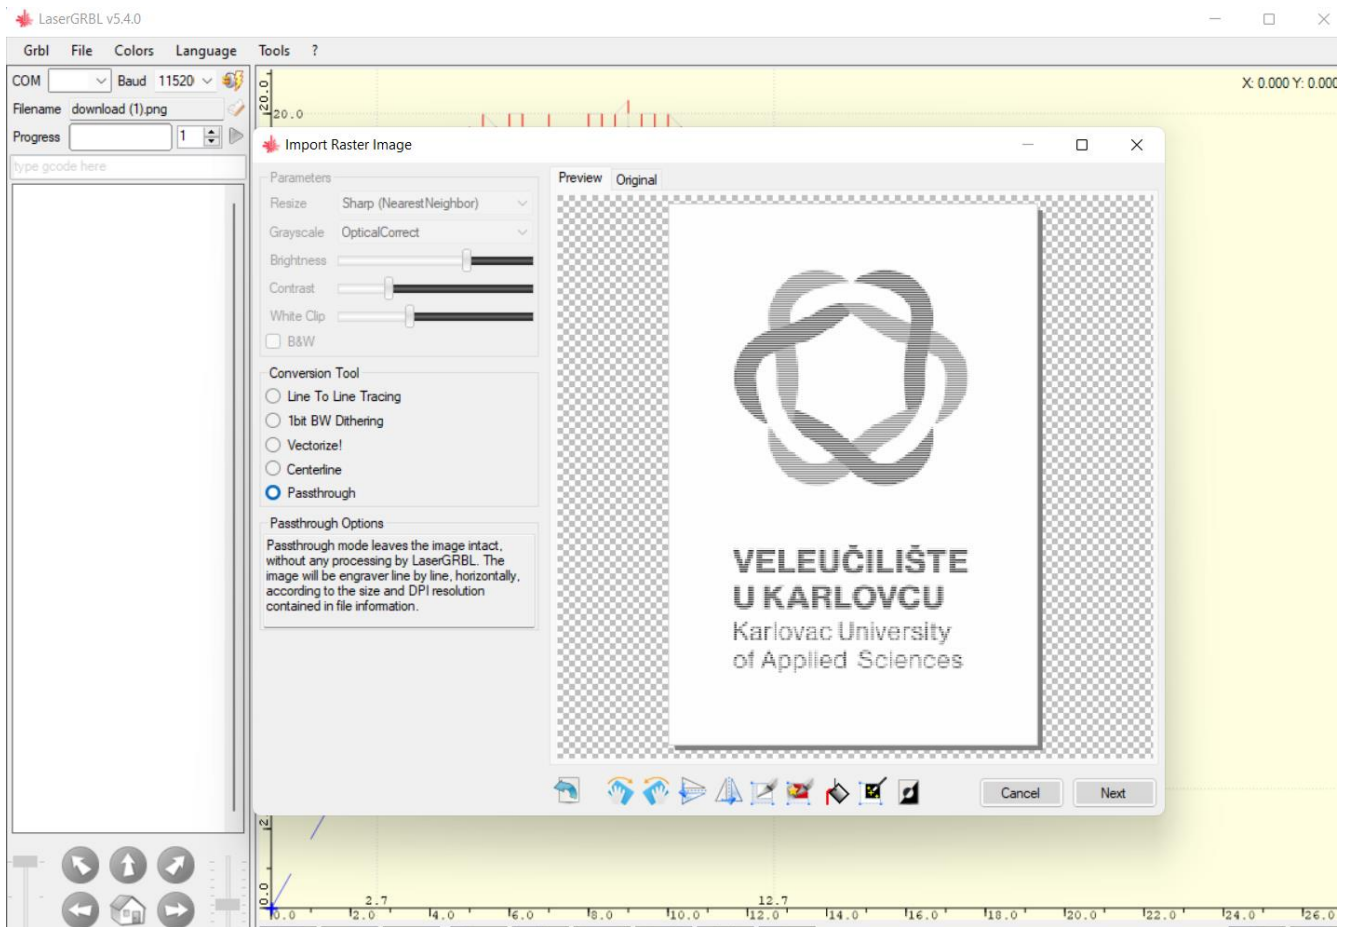 LaserGRBL v5.4.0
Grbl File Colors Language Tools ?
COM Baud 11520
Filename download (1).png
Progress 1
type gcode here
X: 0.000 Y: 0.000
20.0
20.0
Import Raster Image
Parameters
Resize Sharp (NearestNeighbor)
Grayscale OpticalCorrect
Brightness
Contrast
White Clip
B&W
Conversion Tool
Line To Line Tracing
1bit BW Dithering
Vectorize!
Centerline
Passthrough
Passthrough Options
Passthrough mode leaves the image intact,
without any processing by LaserGRBL. The
image will be engraver line by line, horizontally,
according to the size and DPI resolution
contained in file information.
Preview Original
VELEUČILIŠTE
U KARLOVCU
Karlovac University
of Applied Sciences
Cancel Next
0.0
2.7 12.7
0.0 2.0 4.0 6.0 8.0 10.0 12.0 14.0 16.0 18.0 20.0 22.0 24.0 26.0